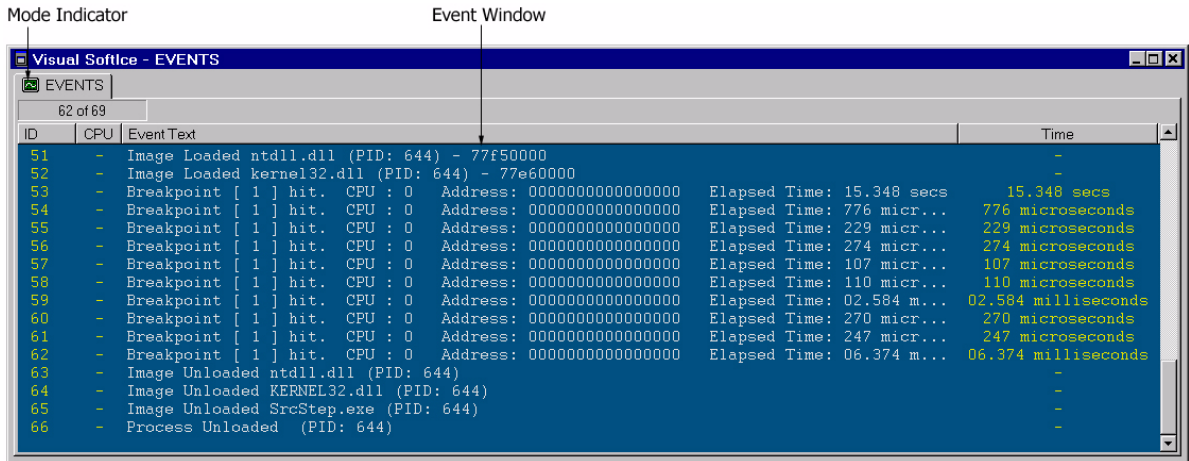 Mode Indicator Event Window
Visual SoftIce - EVENTS
EVENTS
62 of 69
ID CPU Event Text Time
51 - Image Loaded ntdll.dll (PID: 644) - 77f50000 -
52 - Image Loaded kernel32.dll (PID: 644) - 77e60000 -
53 - Breakpoint [ 1 ] hit. CPU : 0 Address: 0000000000000000 Elapsed Time: 15.348 secs 15.348 secs
54 - Breakpoint [ 1 ] hit. CPU : 0 Address: 0000000000000000 Elapsed Time: 776 micr... 776 microseconds
55 - Breakpoint [ 1 ] hit. CPU : 0 Address: 0000000000000000 Elapsed Time: 229 micr... 229 microseconds
56 - Breakpoint [ 1 ] hit. CPU : 0 Address: 0000000000000000 Elapsed Time: 274 micr... 274 microseconds
57 - Breakpoint [ 1 ] hit. CPU : 0 Address: 0000000000000000 Elapsed Time: 107 micr... 107 microseconds
58 - Breakpoint [ 1 ] hit. CPU : 0 Address: 0000000000000000 Elapsed Time: 110 micr... 110 microseconds
59 - Breakpoint [ 1 ] hit. CPU : 0 Address: 0000000000000000 Elapsed Time: 02.584 m... 02.584 milliseconds
60 - Breakpoint [ 1 ] hit. CPU : 0 Address: 0000000000000000 Elapsed Time: 270 micr... 270 microseconds
61 - Breakpoint [ 1 ] hit. CPU : 0 Address: 0000000000000000 Elapsed Time: 247 micr... 247 microseconds
62 - Breakpoint [ 1 ] hit. CPU : 0 Address: 0000000000000000 Elapsed Time: 06.374 m... 06.374 milliseconds
63 - Image Unloaded ntdll.dll (PID: 644) -
64 - Image Unloaded KERNEL32.dll (PID: 644) -
65 - Image Unloaded SrcStep.exe (PID: 644) -
66 - Process Unloaded (PID: 644) -